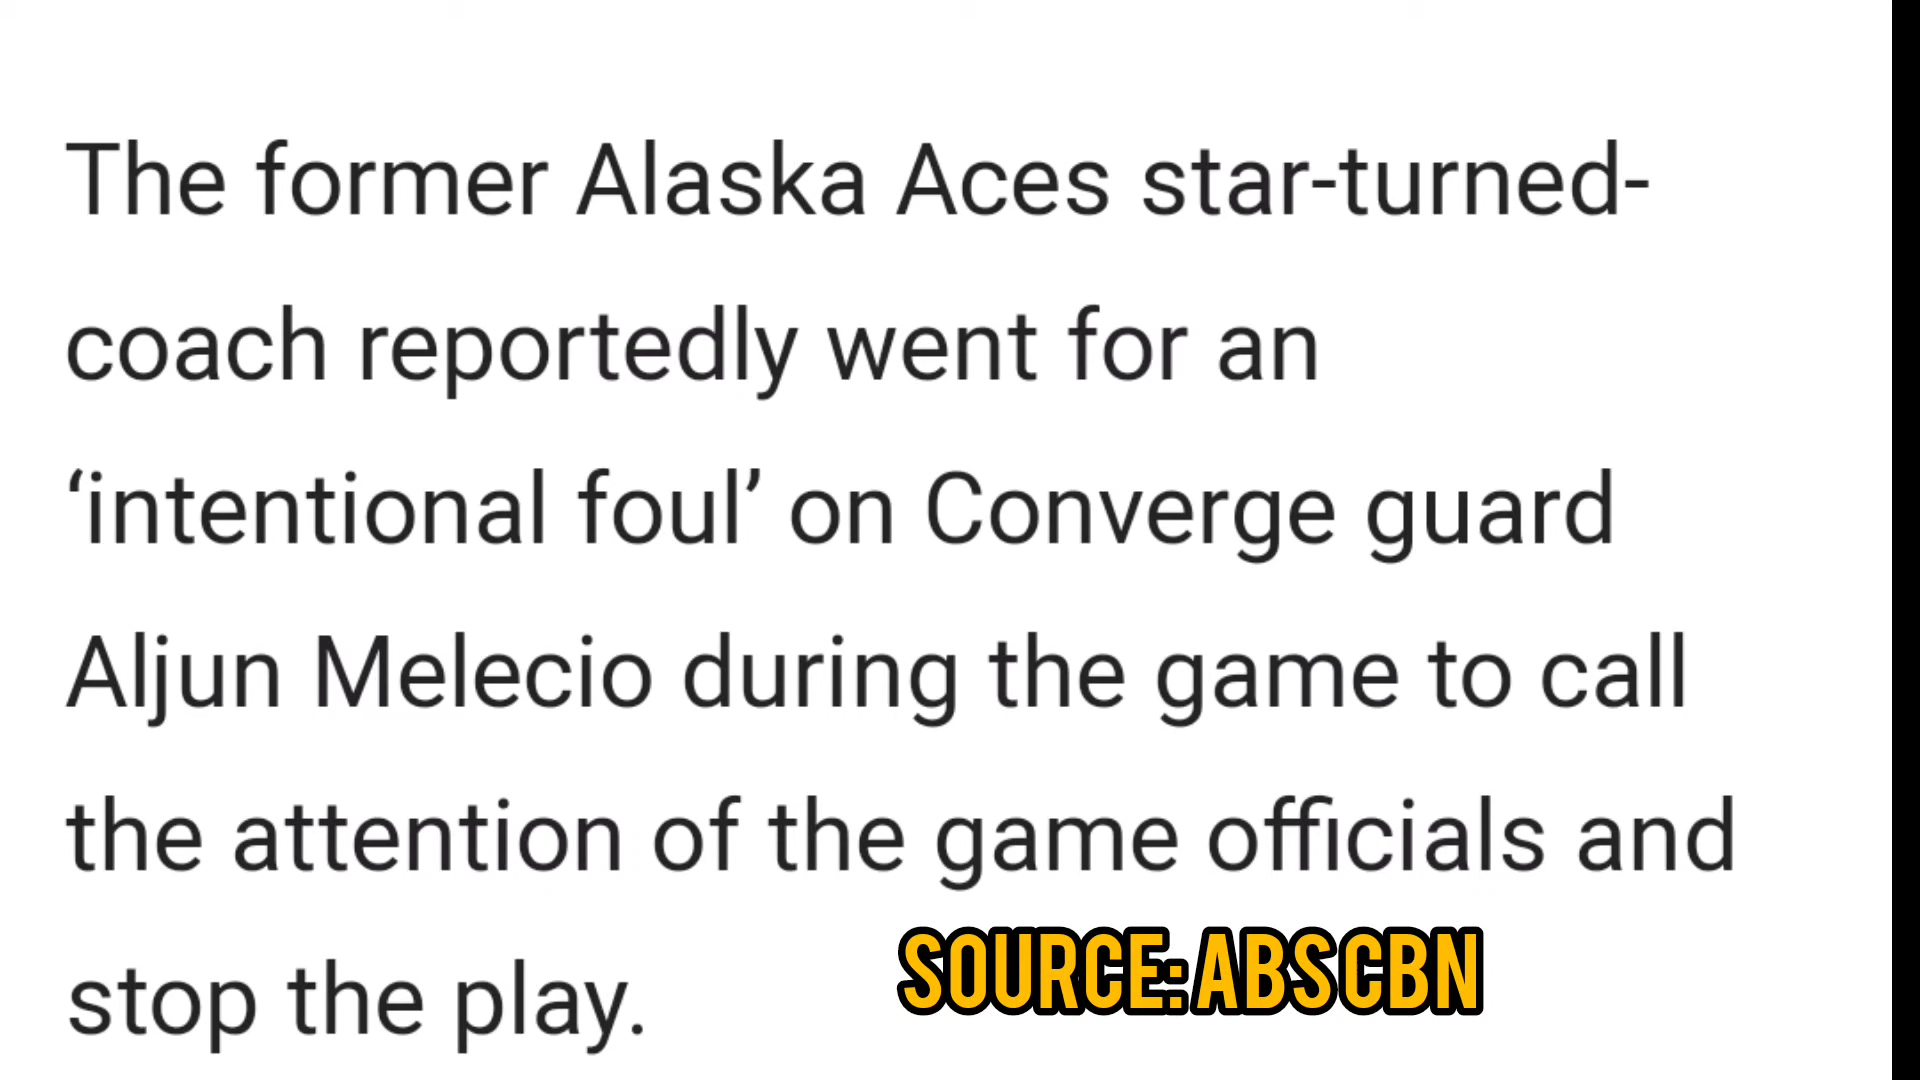 The former Alaska Aces star-turned-
coach reportedly went for an
‘intentional foul’ on Converge guard
Aljun Melecio during the game to call
the attention of the game officials and
stop the play.
SOURCE: ABS CBN